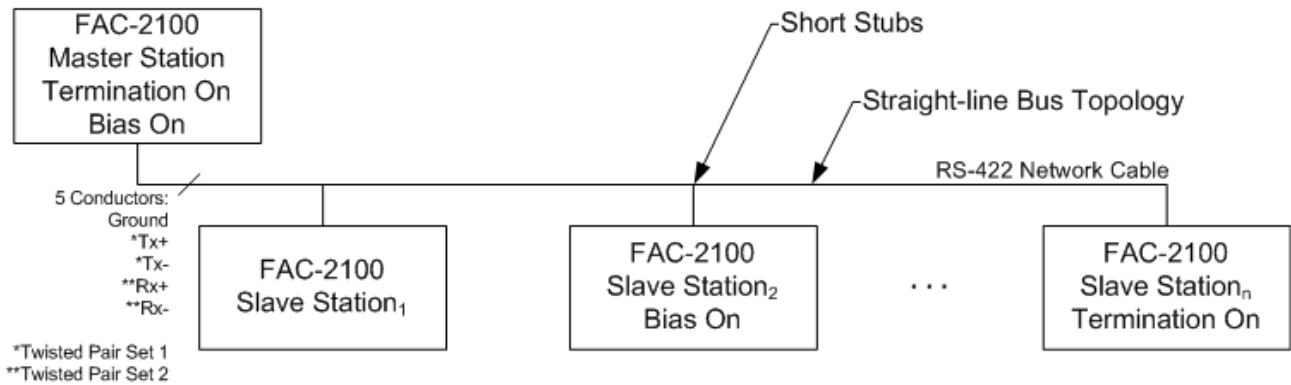 FAC-2100
Master Station
Termination On
Bias On
Short Stubs
Straight-line Bus Topology
RS-422 Network Cable
5 Conductors:
Ground
*Tx+
*Tx-
**Rx+
**Rx-
*Twisted Pair Set 1
**Twisted Pair Set 2
FAC-2100
Slave Station₁
FAC-2100
Slave Station₂
Bias On
. . .
FAC-2100
Slave Stationₙ
Termination On